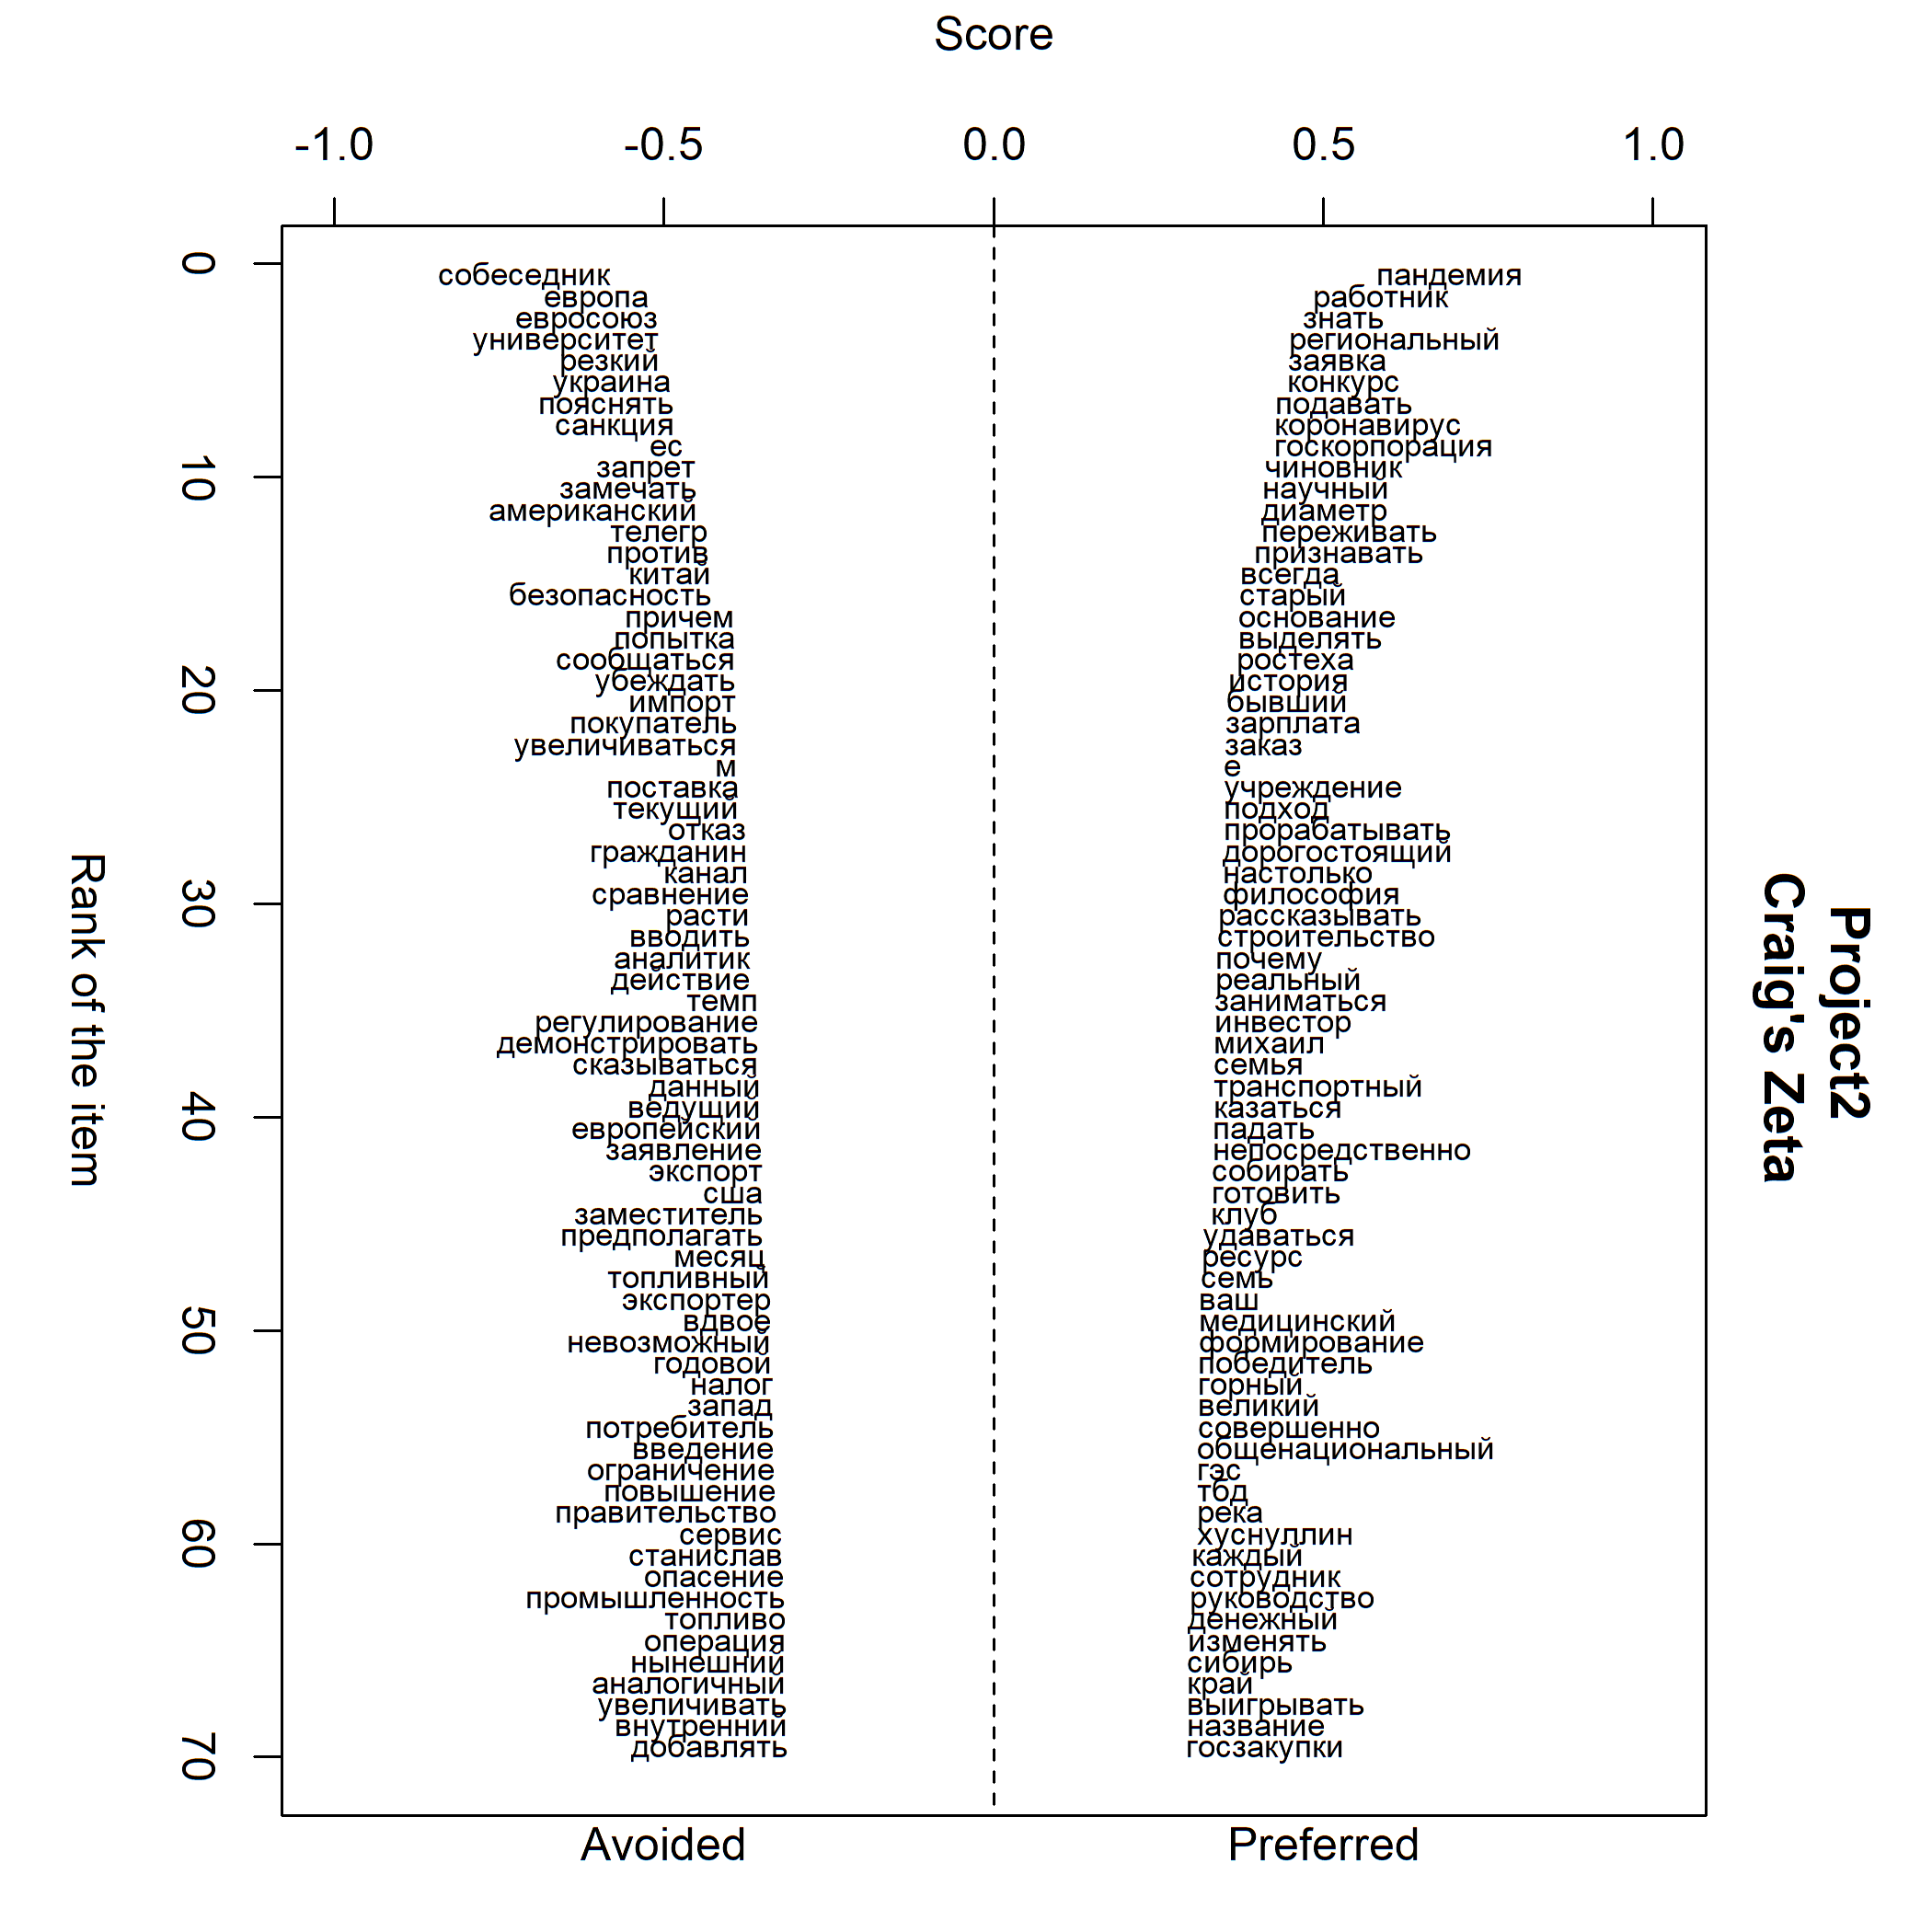 Score
-1.0 -0.5 0.0 0.5 1.0
0
10
20
30
40
50
60
70
Rank of the item
собеседник
европа
евросоюз
университет
резкий
украина
пояснять
санкция
ес
запрет
замечать
американский
телегр
против
китай
безопасность
причем
попытка
сообщаться
убеждать
импорт
покупатель
увеличиваться
м
поставка
текущий
отказ
гражданин
канал
сравнение
расти
вводить
аналитик
действие
темп
регулирование
демонстрировать
сказываться
данный
ведущий
европейский
заявление
экспорт
сша
заместитель
предполагать
месяц
топливный
экспортер
вдвое
невозможный
годовой
налог
запад
потребитель
введение
ограничение
повышение
правительство
сервис
станислав
опасение
промышленность
топливо
операция
нынешний
аналогичный
увеличивать
внутренний
добавлять
пандемия
работник
знать
региональный
заявка
конкурс
подавать
коронавирус
госкорпорация
чиновник
научный
диаметр
переживать
признавать
всегда
старый
основание
выделять
ростеха
история
бывший
зарплата
заказ
е
учреждение
подход
прорабатывать
дорогостоящий
настолько
философия
рассказывать
строительство
почему
реальный
заниматься
инвестор
михаил
семья
транспортный
казаться
падать
непосредственно
собирать
готовить
клуб
удаваться
ресурс
семь
ваш
медицинский
формирование
победитель
горный
великий
совершенно
общенациональный
гэс
тбд
река
хуснуллин
каждый
сотрудник
руководство
денежный
изменять
сибирь
край
выигрывать
название
госзакупки
Avoided Preferred
Project2
Craig's Zeta